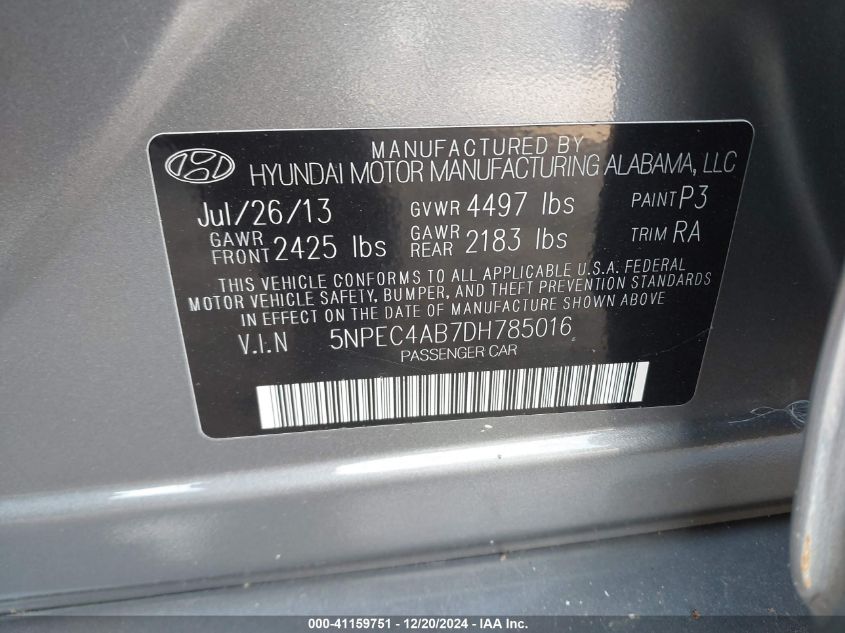 MANUFACTURED BY
HYUNDAI MOTOR MANUFACTURING ALABAMA, LLC
Jul/26/13 GVWR 4497 lbs PAINT P3
GAWR FRONT 2425 lbs GAWR REAR 2183 lbs TRIM RA
THIS VEHICLE CONFORMS TO ALL APPLICABLE U.S.A. FEDERAL
MOTOR VEHICLE SAFETY, BUMPER, AND THEFT PREVENTION STANDARDS
IN EFFECT ON THE DATE OF MANUFACTURE SHOWN ABOVE.
V.I.N 5NPEC4AB7DH785016
PASSENGER CAR
000-41159751 - 12/20/2024 - IAA Inc.